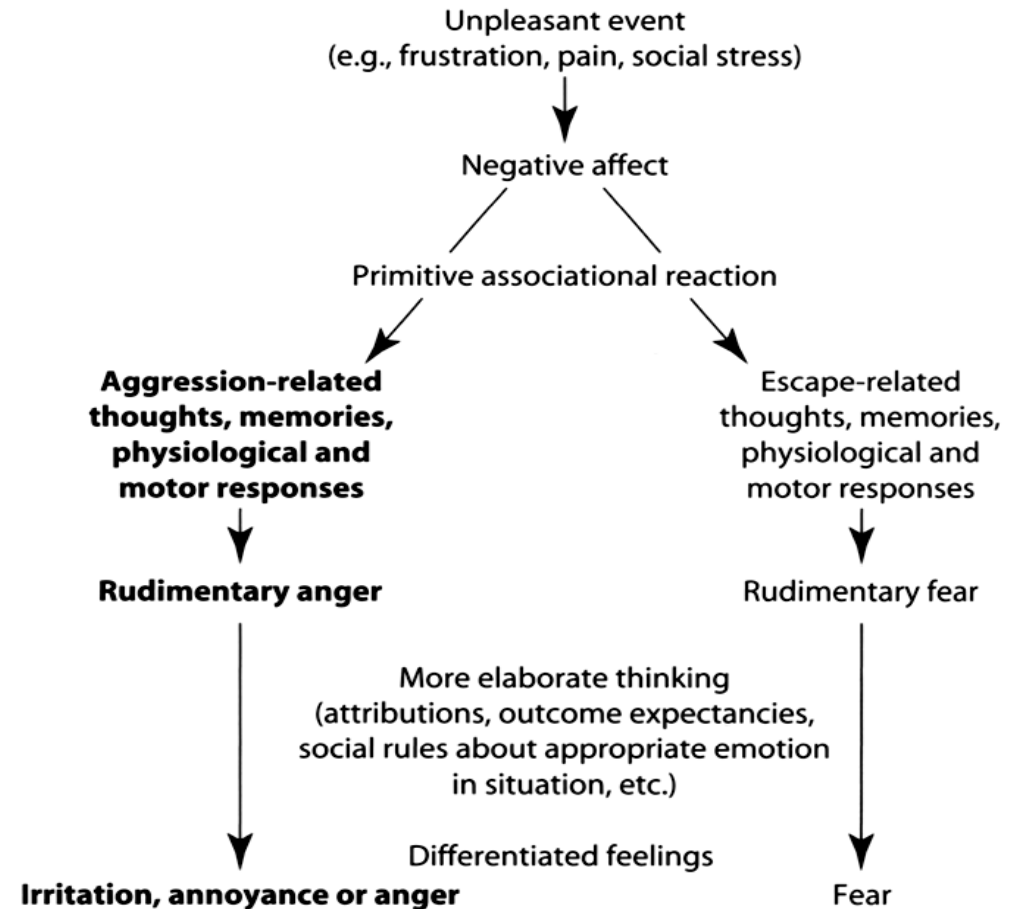 Unpleasant event
(e.g., frustration, pain, social stress)
Negative affect
Primitive associational reaction
Aggression-related
thoughts, memories,
physiological and
motor responses
Escape-related
thoughts, memories,
physiological and
motor responses
Rudimentary anger
Rudimentary fear
More elaborate thinking
(attributions, outcome expectancies,
social rules about appropriate emotion
in situation, etc.)
Differentiated feelings
Irritation, annoyance or anger
Fear